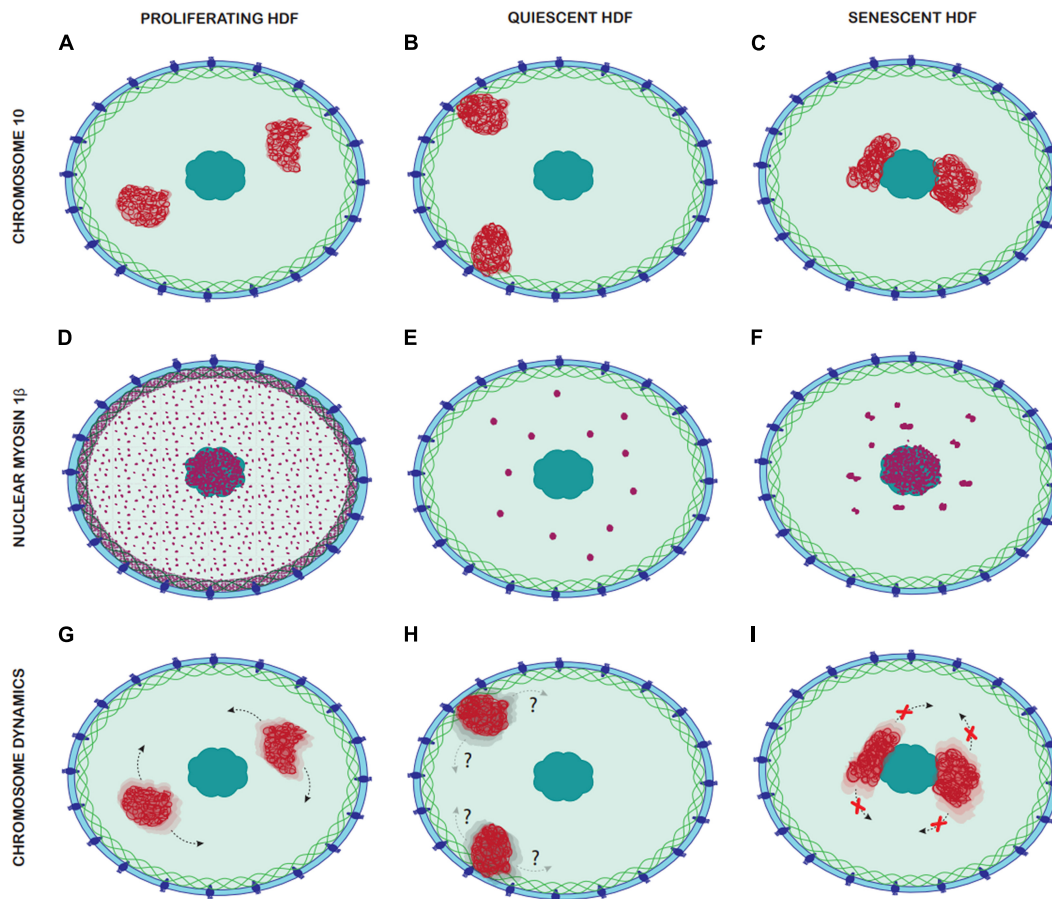 PROLIFERATING HDF
QUIESCENT HDF
SENESCENT HDF
A
B
C
CHROMOSOME 10
D
E
F
NUCLEAR MYOSIN 1β
G
H
I
CHROMOSOME DYNAMICS
?
?
?
?